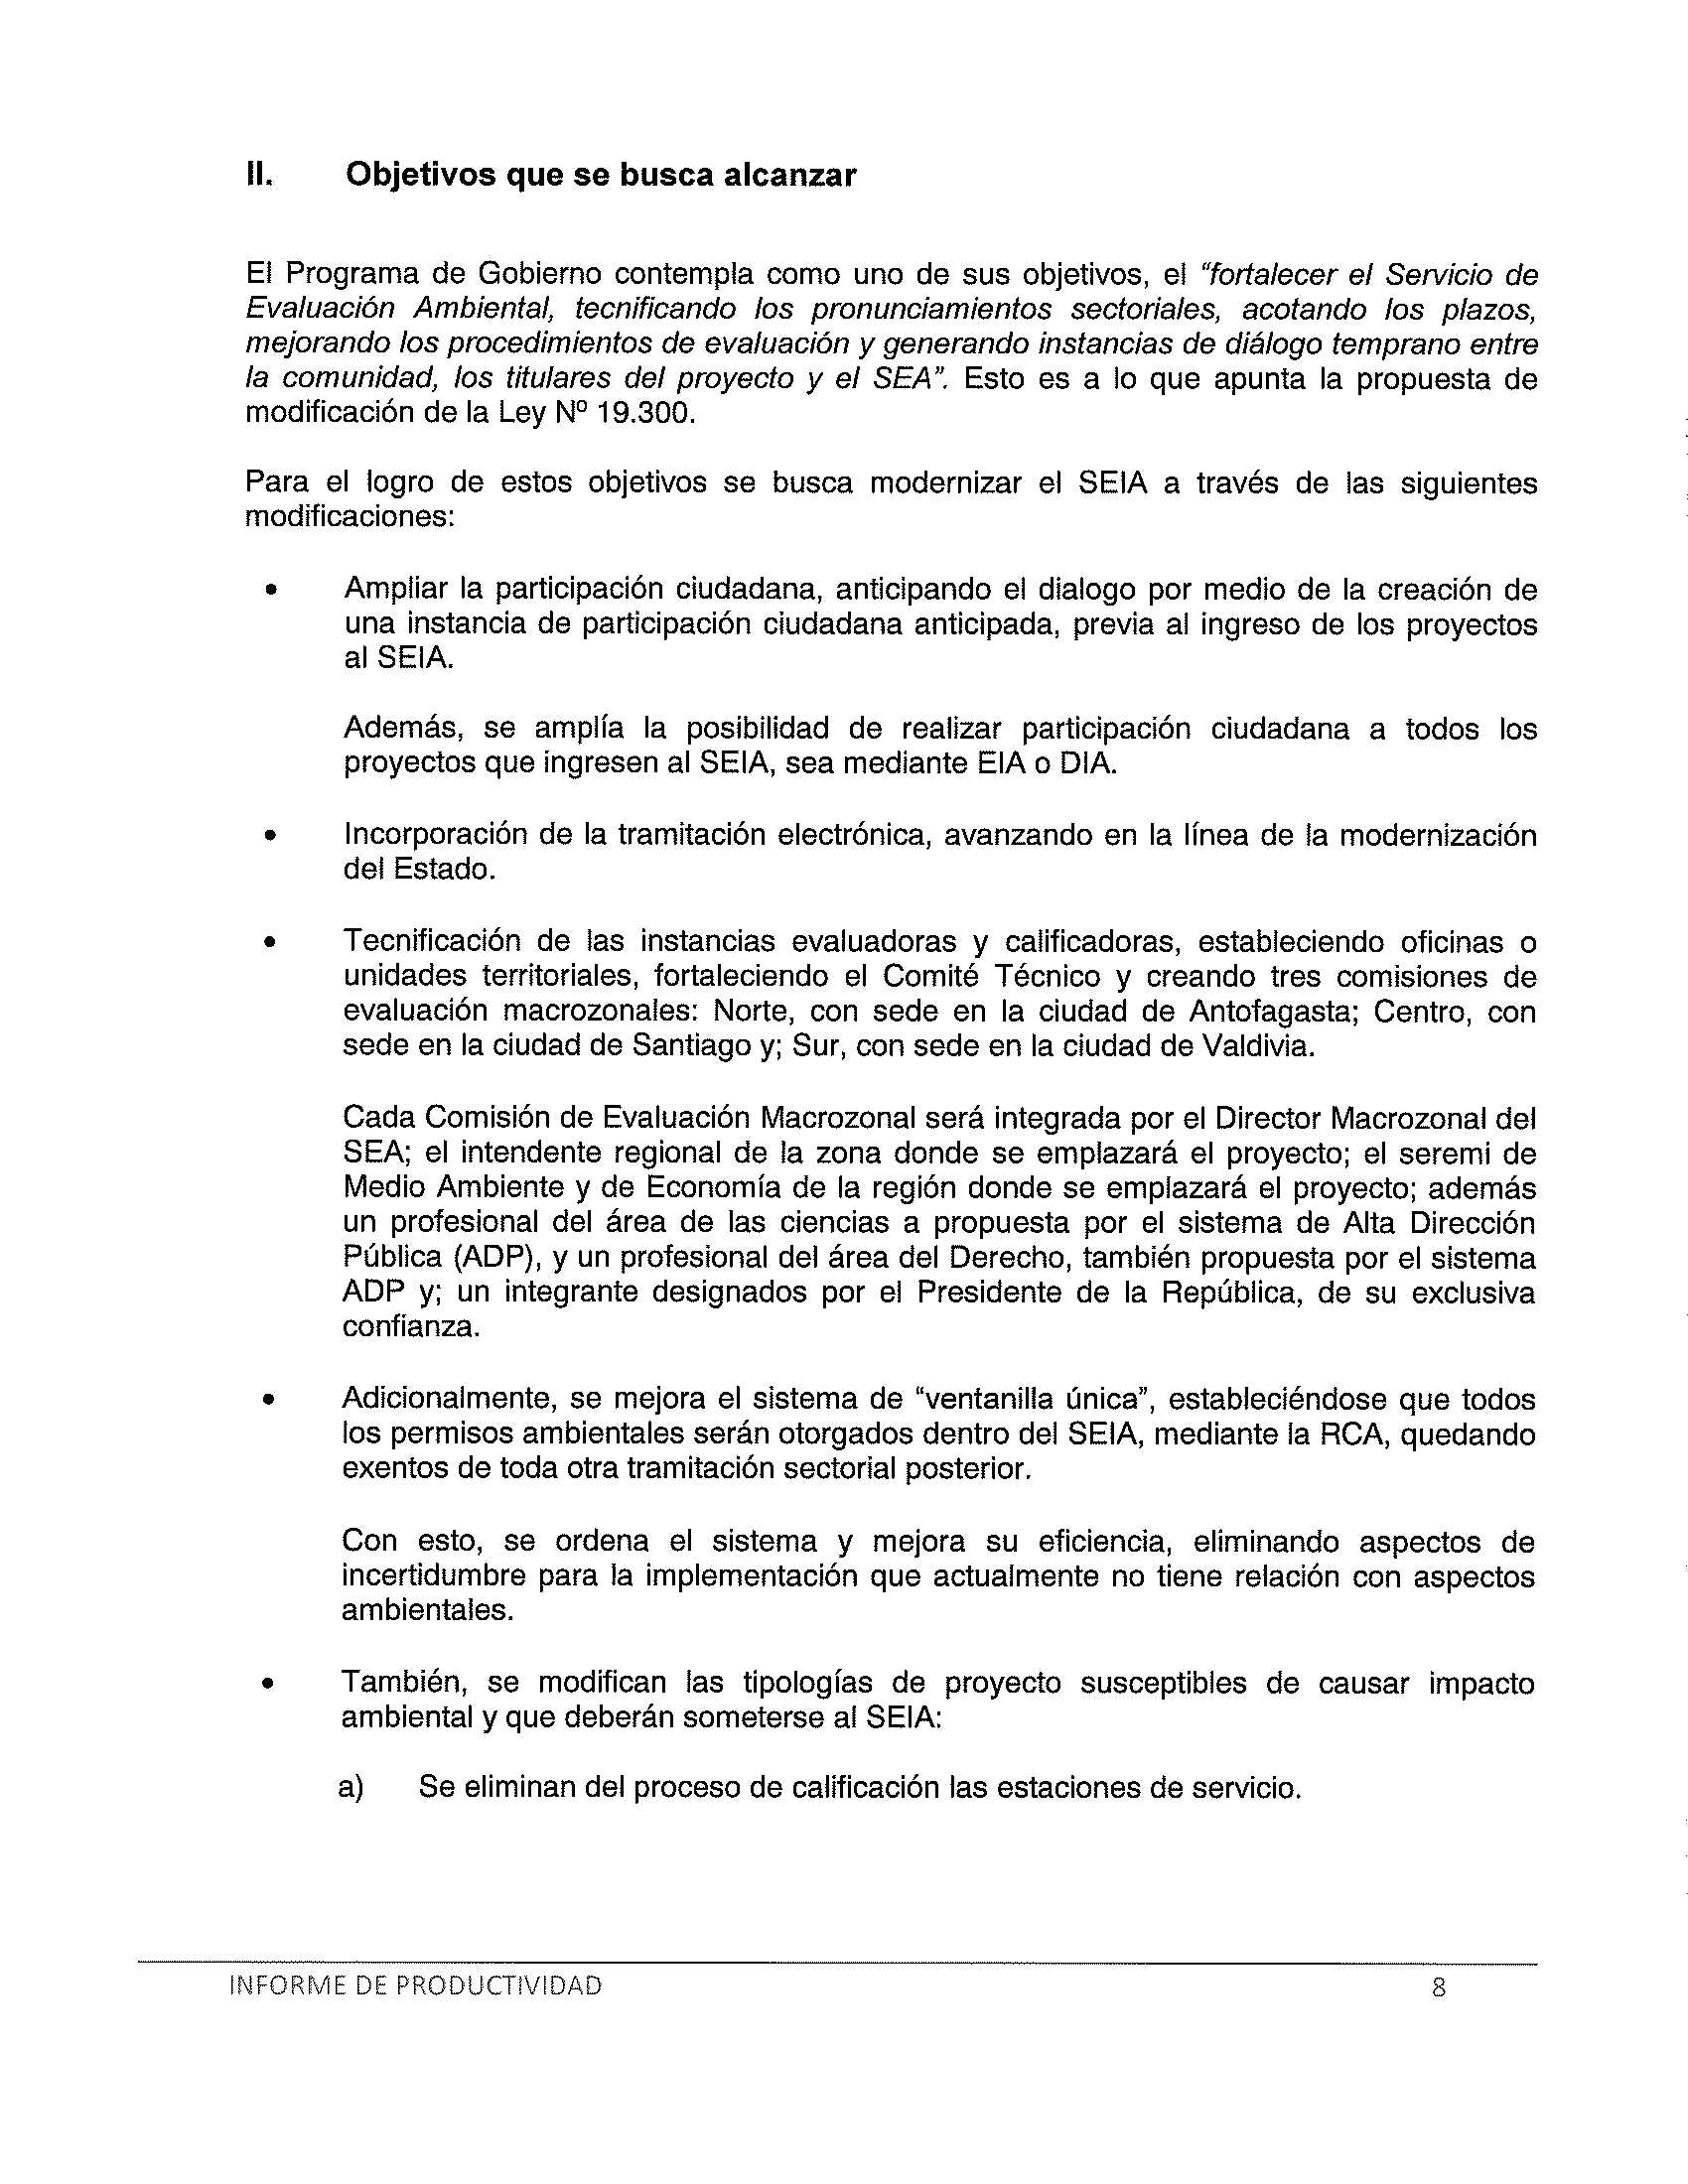 II. Objetivos que se busca alcanzar
El Programa de Gobierno contempla como uno de sus objetivos, el “fortalecer el Servicio de
Evaluación Ambiental, tecnificando los pronunciamientos sectoriales, acotando los plazos,
mejorando los procedimientos de evaluación y generando instancias de diálogo temprano entre
la comunidad, los titulares del proyecto y el SEA”. Esto es a lo que apunta la propuesta de
modificación de la Ley Nº 19.300.
Para el logro de estos objetivos se busca modernizar el SEIA a través de las siguientes
modificaciones:
• Ampliar la participación ciudadana, anticipando el dialogo por medio de la creación de
una instancia de participación ciudadana anticipada, previa al ingreso de los proyectos
al SEIA.
Además, se amplía la posibilidad de realizar participación ciudadana a todos los
proyectos que ingresen al SEIA, sea mediante EIA o DIA.
• Incorporación de la tramitación electrónica, avanzando en la línea de la modernización
del Estado.
• Tecnificación de las instancias evaluadoras y calificadoras, estableciendo oficinas o
unidades territoriales, fortaleciendo el Comité Técnico y creando tres comisiones de
evaluación macrozonales: Norte, con sede en la ciudad de Antofagasta; Centro, con
sede en la ciudad de Santiago y; Sur, con sede en la ciudad de Valdivia.
Cada Comisión de Evaluación Macrozonal será integrada por el Director Macrozonal del
SEA; el intendente regional de la zona donde se emplazará el proyecto; el seremi de
Medio Ambiente y de Economía de la región donde se emplazará el proyecto; además
un profesional del área de las ciencias a propuesta por el sistema de Alta Dirección
Pública (ADP), y un profesional del área del Derecho, también propuesta por el sistema
ADP y; un integrante designados por el Presidente de la República, de su exclusiva
confianza.
• Adicionalmente, se mejora el sistema de “ventanilla única”, estableciéndose que todos
los permisos ambientales serán otorgados dentro del SEIA, mediante la RCA, quedando
exentos de toda otra tramitación sectorial posterior.
Con esto, se ordena el sistema y mejora su eficiencia, eliminando aspectos de
incertidumbre para la implementación que actualmente no tiene relación con aspectos
ambientales.
• También, se modifican las tipologías de proyecto susceptibles de causar impacto
ambiental y que deberán someterse al SEIA:
a) Se eliminan del proceso de calificación las estaciones de servicio.
INFORME DE PRODUCTIVIDAD 8